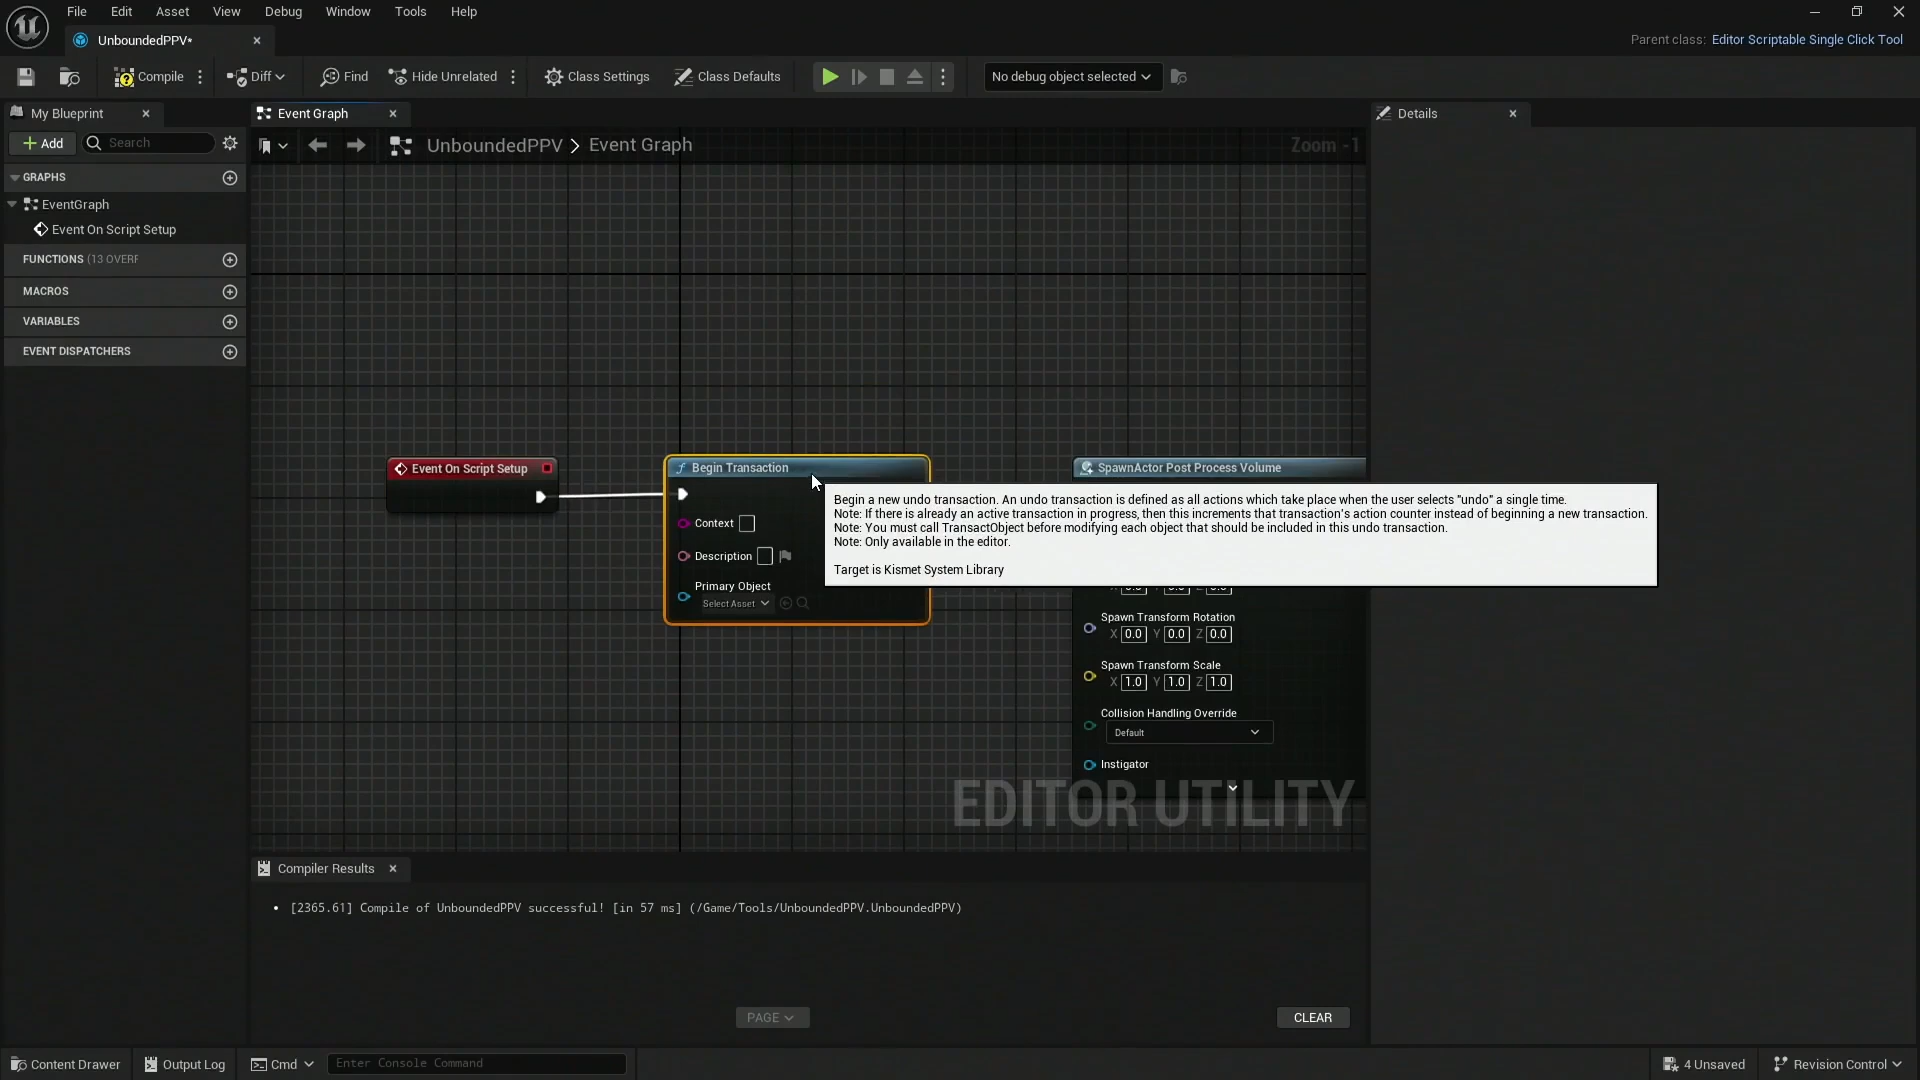 File Edit Asset View Debug Window Tools Help
UnboundedPPV*
Parent class: Editor Scriptable Single Click Tool
Compile Diff Find Hide Unrelated Class Settings Class Defaults No debug object selected
My Blueprint
Event Graph
Details
Add Search
UnboundedPPV > Event Graph
Zoom -1
GRAPHS
EventGraph
Event On Script Setup
FUNCTIONS (13 OVERF
MACROS
VARIABLES
EVENT DISPATCHERS
Event On Script Setup
f Begin Transaction
Context
Description
Primary Object
Select Asset
SpawnActor Post Process Volume
Begin a new undo transaction. An undo transaction is defined as all actions which take place when the user selects "undo" a single time.
Note: If there is already an active transaction in progress, then this increments that transaction's action counter instead of beginning a new transaction.
Note: You must call TransactObject before modifying each object that should be included in this undo transaction.
Note: Only available in the editor.
Target is Kismet System Library
Spawn Transform Rotation
X 0.0 Y 0.0 Z 0.0
Spawn Transform Scale
X 1.0 Y 1.0 Z 1.0
Collision Handling Override
Default
Instigator
EDITOR UTILITY
Compiler Results
• [2365.61] Compile of UnboundedPPV successful! [in 57 ms] (/Game/Tools/UnboundedPPV.UnboundedPPV)
PAGE
CLEAR
Content Drawer Output Log Cmd Enter Console Command 4 Unsaved Revision Control